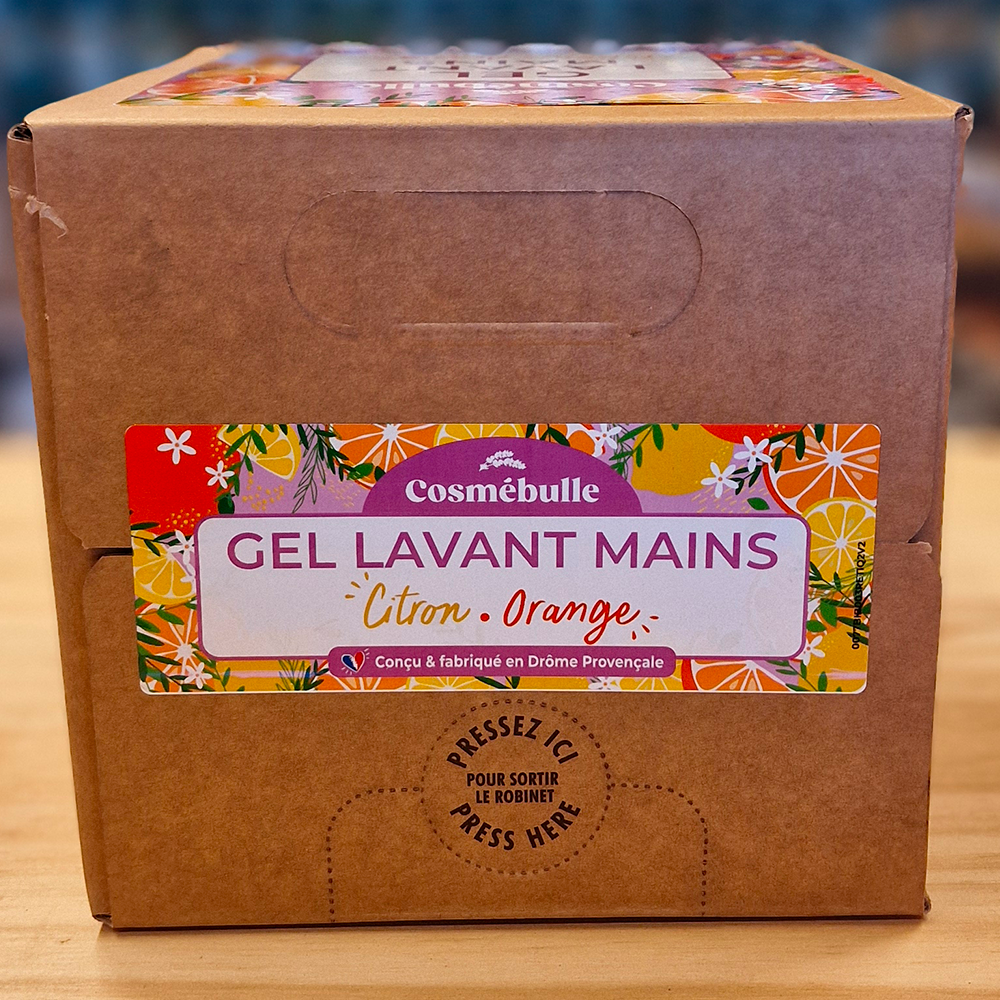 Cosmébulle
GEL LAVANT MAINS
Citron • Orange
Conçu & fabriqué en Drôme Provençale
PRESSEZ ICI
POUR SORTIR
LE ROBINET
PRESS HERE